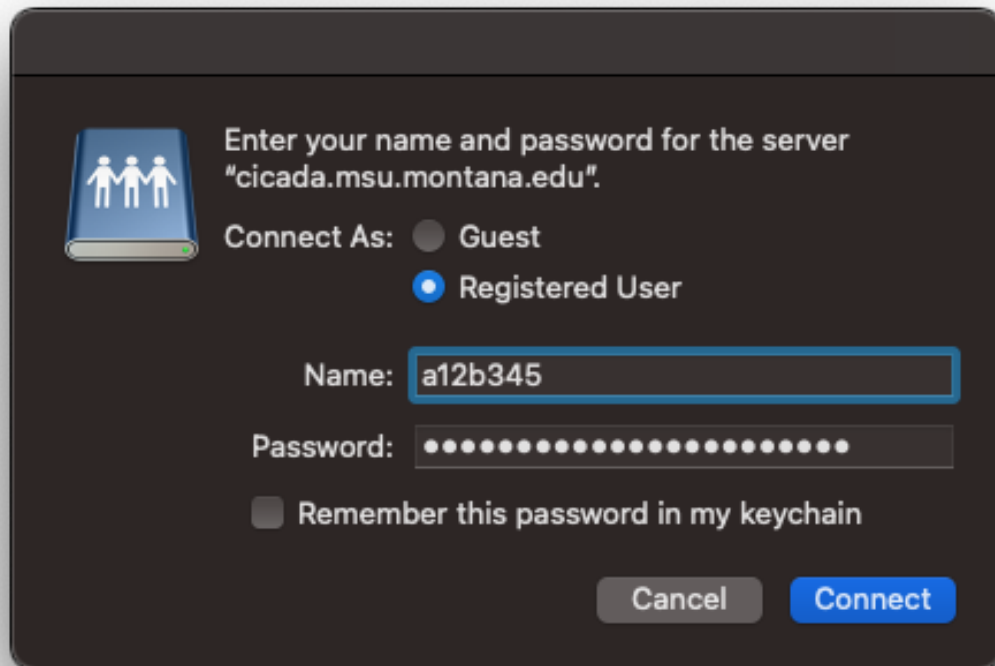 Enter your name and password for the server
“cicada.msu.montana.edu”.
Connect As: Guest
Registered User
Name: a12b345
Password: •••••••••••••••••••••••
Remember this password in my keychain
Cancel Connect